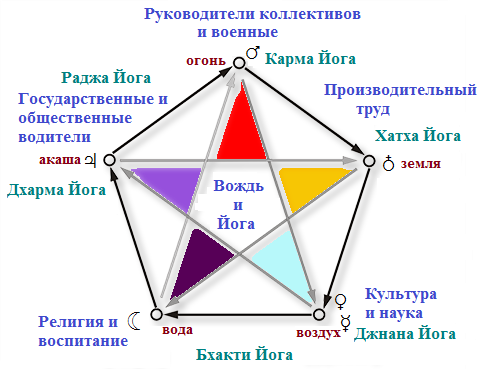 Руководители коллективов
и военные
огонь ♂ Карма Йога
Раджа Йога
Государственные и
общественные
водители
Производительный
труд
Хатха Йога
акаша ♃
♁ земля
Дхарма Йога
Вождь
и
Йога
Религия и
воспитание
☾
вода
♀
☿
воздух
Культура
и наука
Джнана Йога
Бхакти Йога